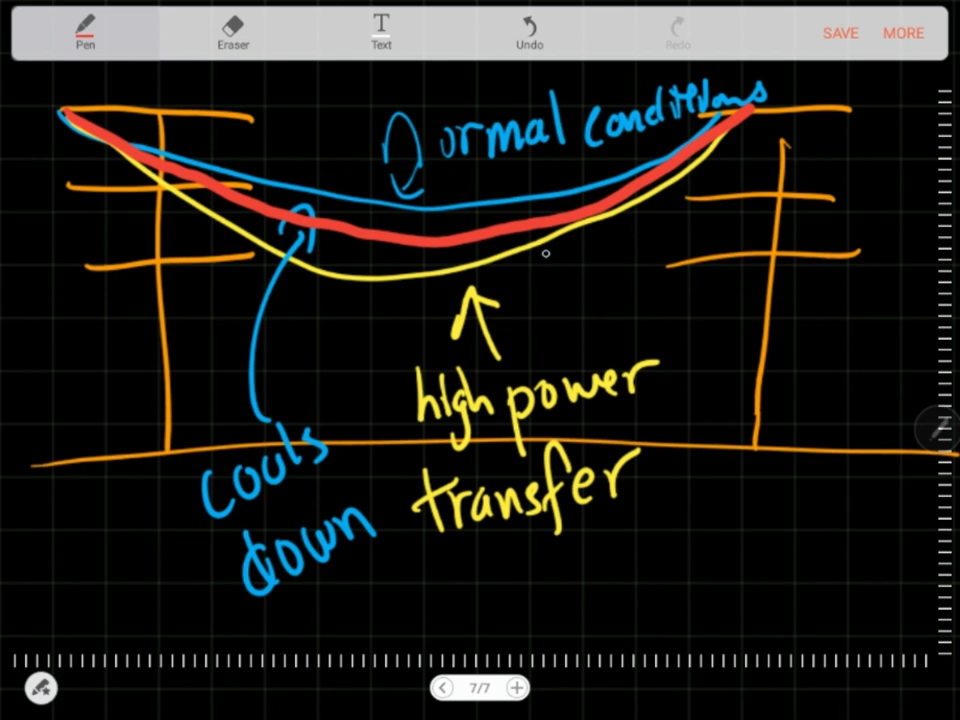 Pen
Eraser
T
Text
Undo
Redo
SAVE
MORE
normal conditions
high power
transfer
cools
down
7/7